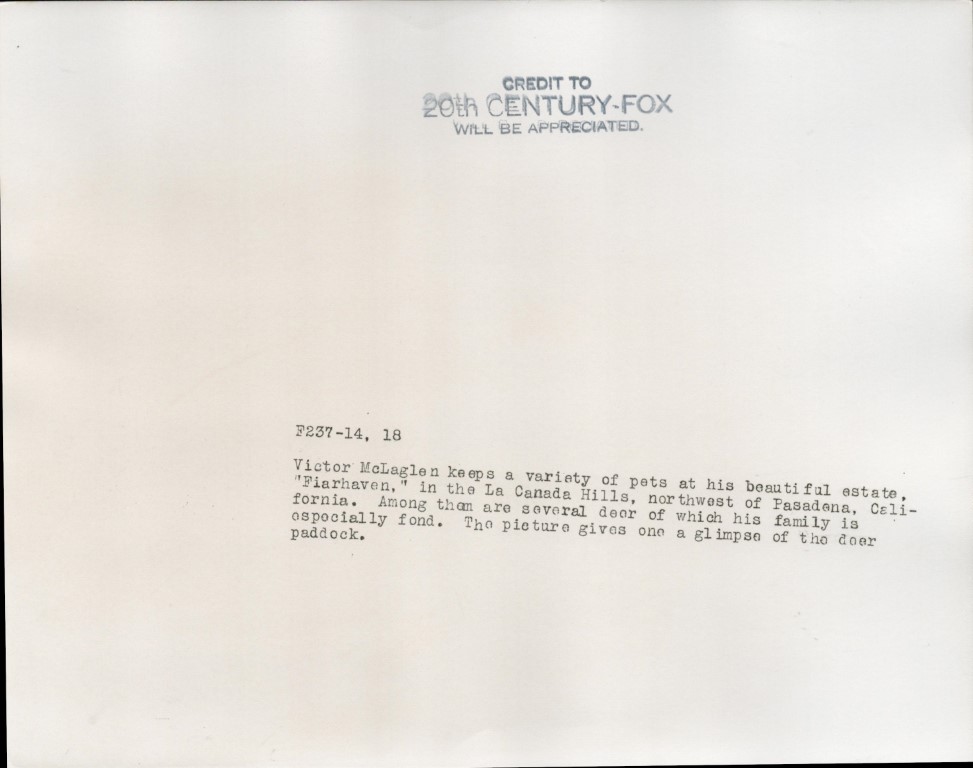 CREDIT TO
20th CENTURY-FOX
WILL BE APPRECIATED.
F237-14, 18
Victor McLaglen keeps a variety of pets at his beautiful estate,
"Fiarhaven," in the La Canada Hills, northwest of Pasadena, Cali-
fornia. Among them are several deer of which his family is
especially fond. The picture gives one a glimpse of the deer
paddock.